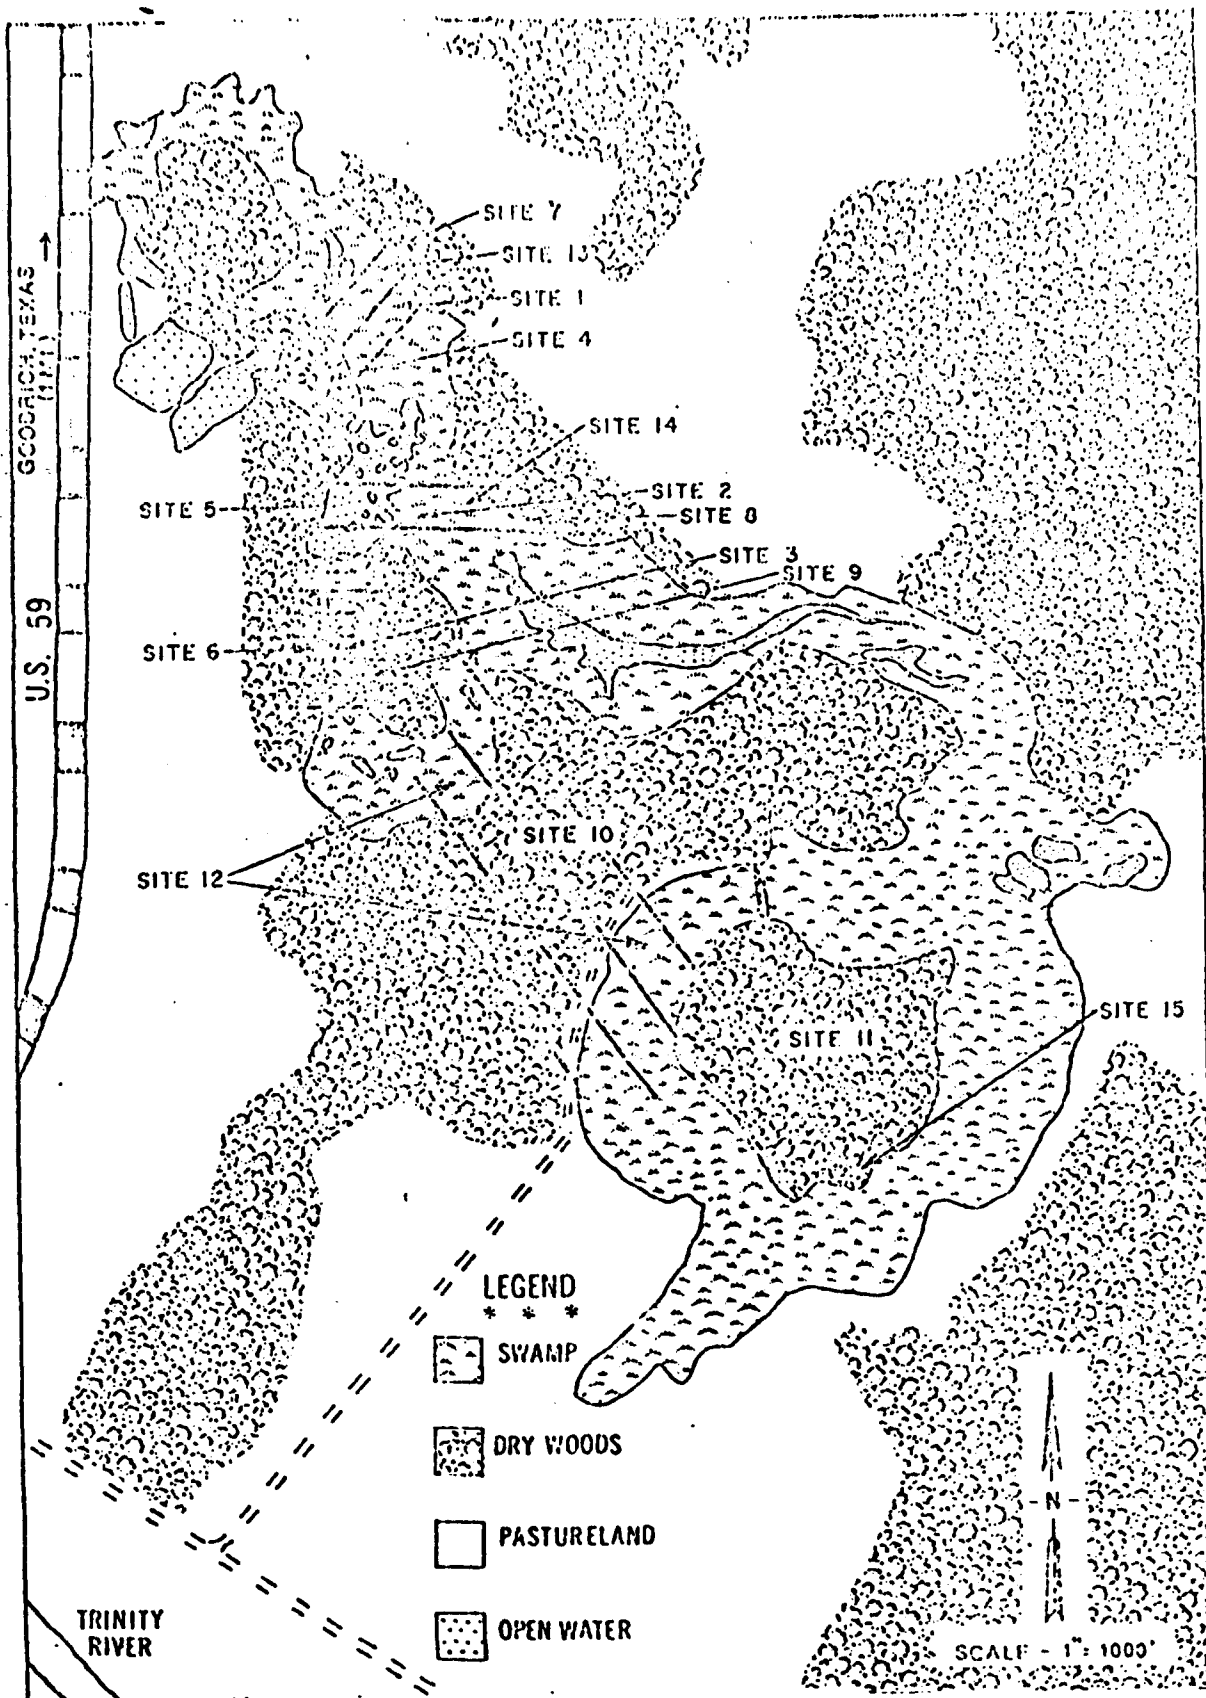 SITE 7
SITE 13
SITE 1
SITE 4
GOODRICH, TEXAS
SITE 14
SITE 5
SITE 2
SITE 8
SITE 3
SITE 9
U.S. 59
SITE 6
SITE 10
SITE 12
SITE 15
SITE 11
LEGEND
* * *
SWAMP
DRY WOODS
PASTURELAND
OPEN WATER
TRINITY
RIVER
- N -
SCALE - 1" = 1000'